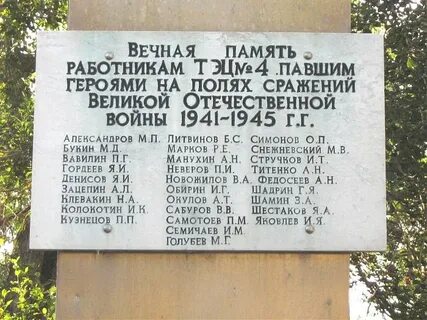 Вечная память
работникам ТЭЦ№4 павшим
героями на полях сражений
Великой Отечественной
войны 1941-1945 г.г.
Александров М.П. Литвинов Б.С. Симонов О.П.
Букин М.Д. Марков Р.Е. Снежневский М.В.
Вавилин П.Г. Манухин А.Н. Стручков И.Т.
Гордеев Я.И. Неверов П.И. Титенко А.Н.
Денисов Я.И. Новожилов В.А. Федосеев А.Н.
Зацепин А.Л. Обирин И.Г. Шадрин Г.Я.
Клевакин Н.А. Окулов А.Т. Шамин З.А.
Колокотин И.К. Сабуров В.В. Шестаков Я.А.
Кузнецов П.П. Самотоев П.М. Яковлев И.Я.
Семичаев И.М.
Голубев М.Г.